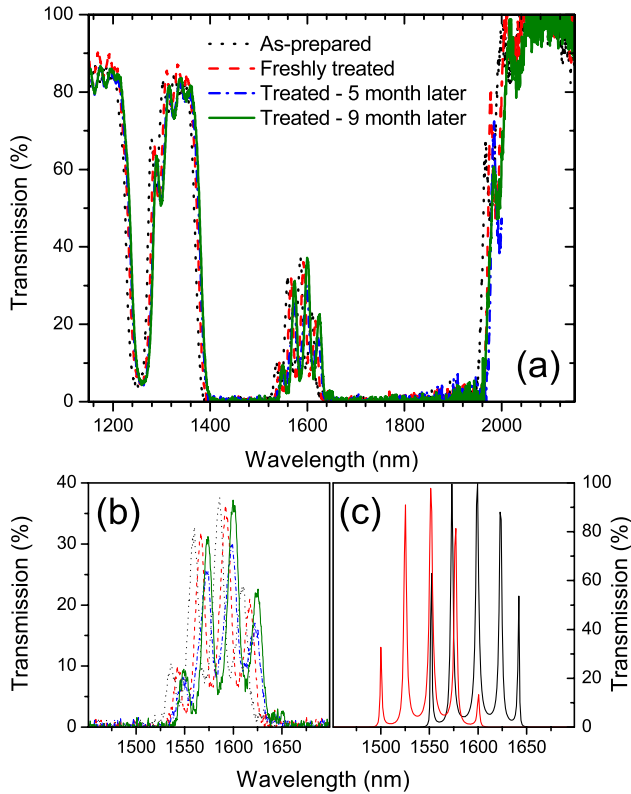 100
80
60
40
20
0
Transmission (%)
As-prepared
Freshly treated
Treated - 5 month later
Treated - 9 month later
(a)
1200 1400 1600 1800 2000
Wavelength (nm)
40
30
20
10
0
Transmission (%)
(b)
1500 1550 1600 1650
(c)
100
80
60
40
20
0
Transmission (%)
1500 1550 1600 1650
Wavelength (nm)